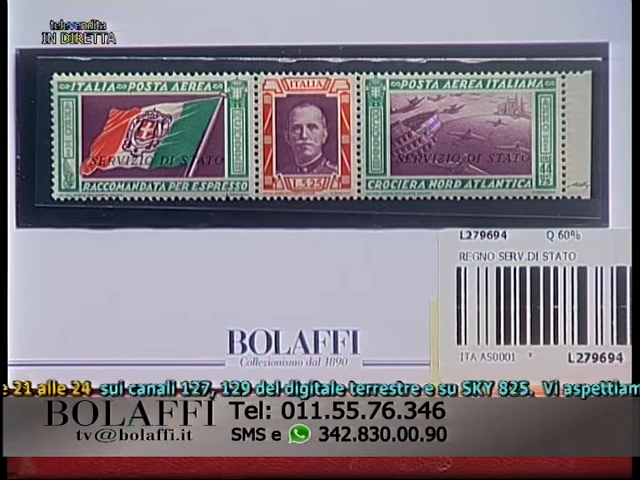 televendita
IN DIRETTA
ITALIA POSTA AEREA
SERVIZIO DI STATO
RACCOMANDATA PER ESPRESSO
ITALIA
L.5.25
POSTA AEREA ITALIANA
SERVIZIO DI STATO
CROCIERA NORD ATLANTICA
L279694 Q 60%
REGNO SERV.DI STATO
ITA AS0001 * L279694
BOLAFFI
Collezionismo dal 1890
e 21 alle 24 sui canali 127, 129 del digitale terrestre e su SKY 825. Vi aspettiam
BOLAFFI Tel: 011.55.76.346
tv@bolaffi.it SMS e 342.830.00.90